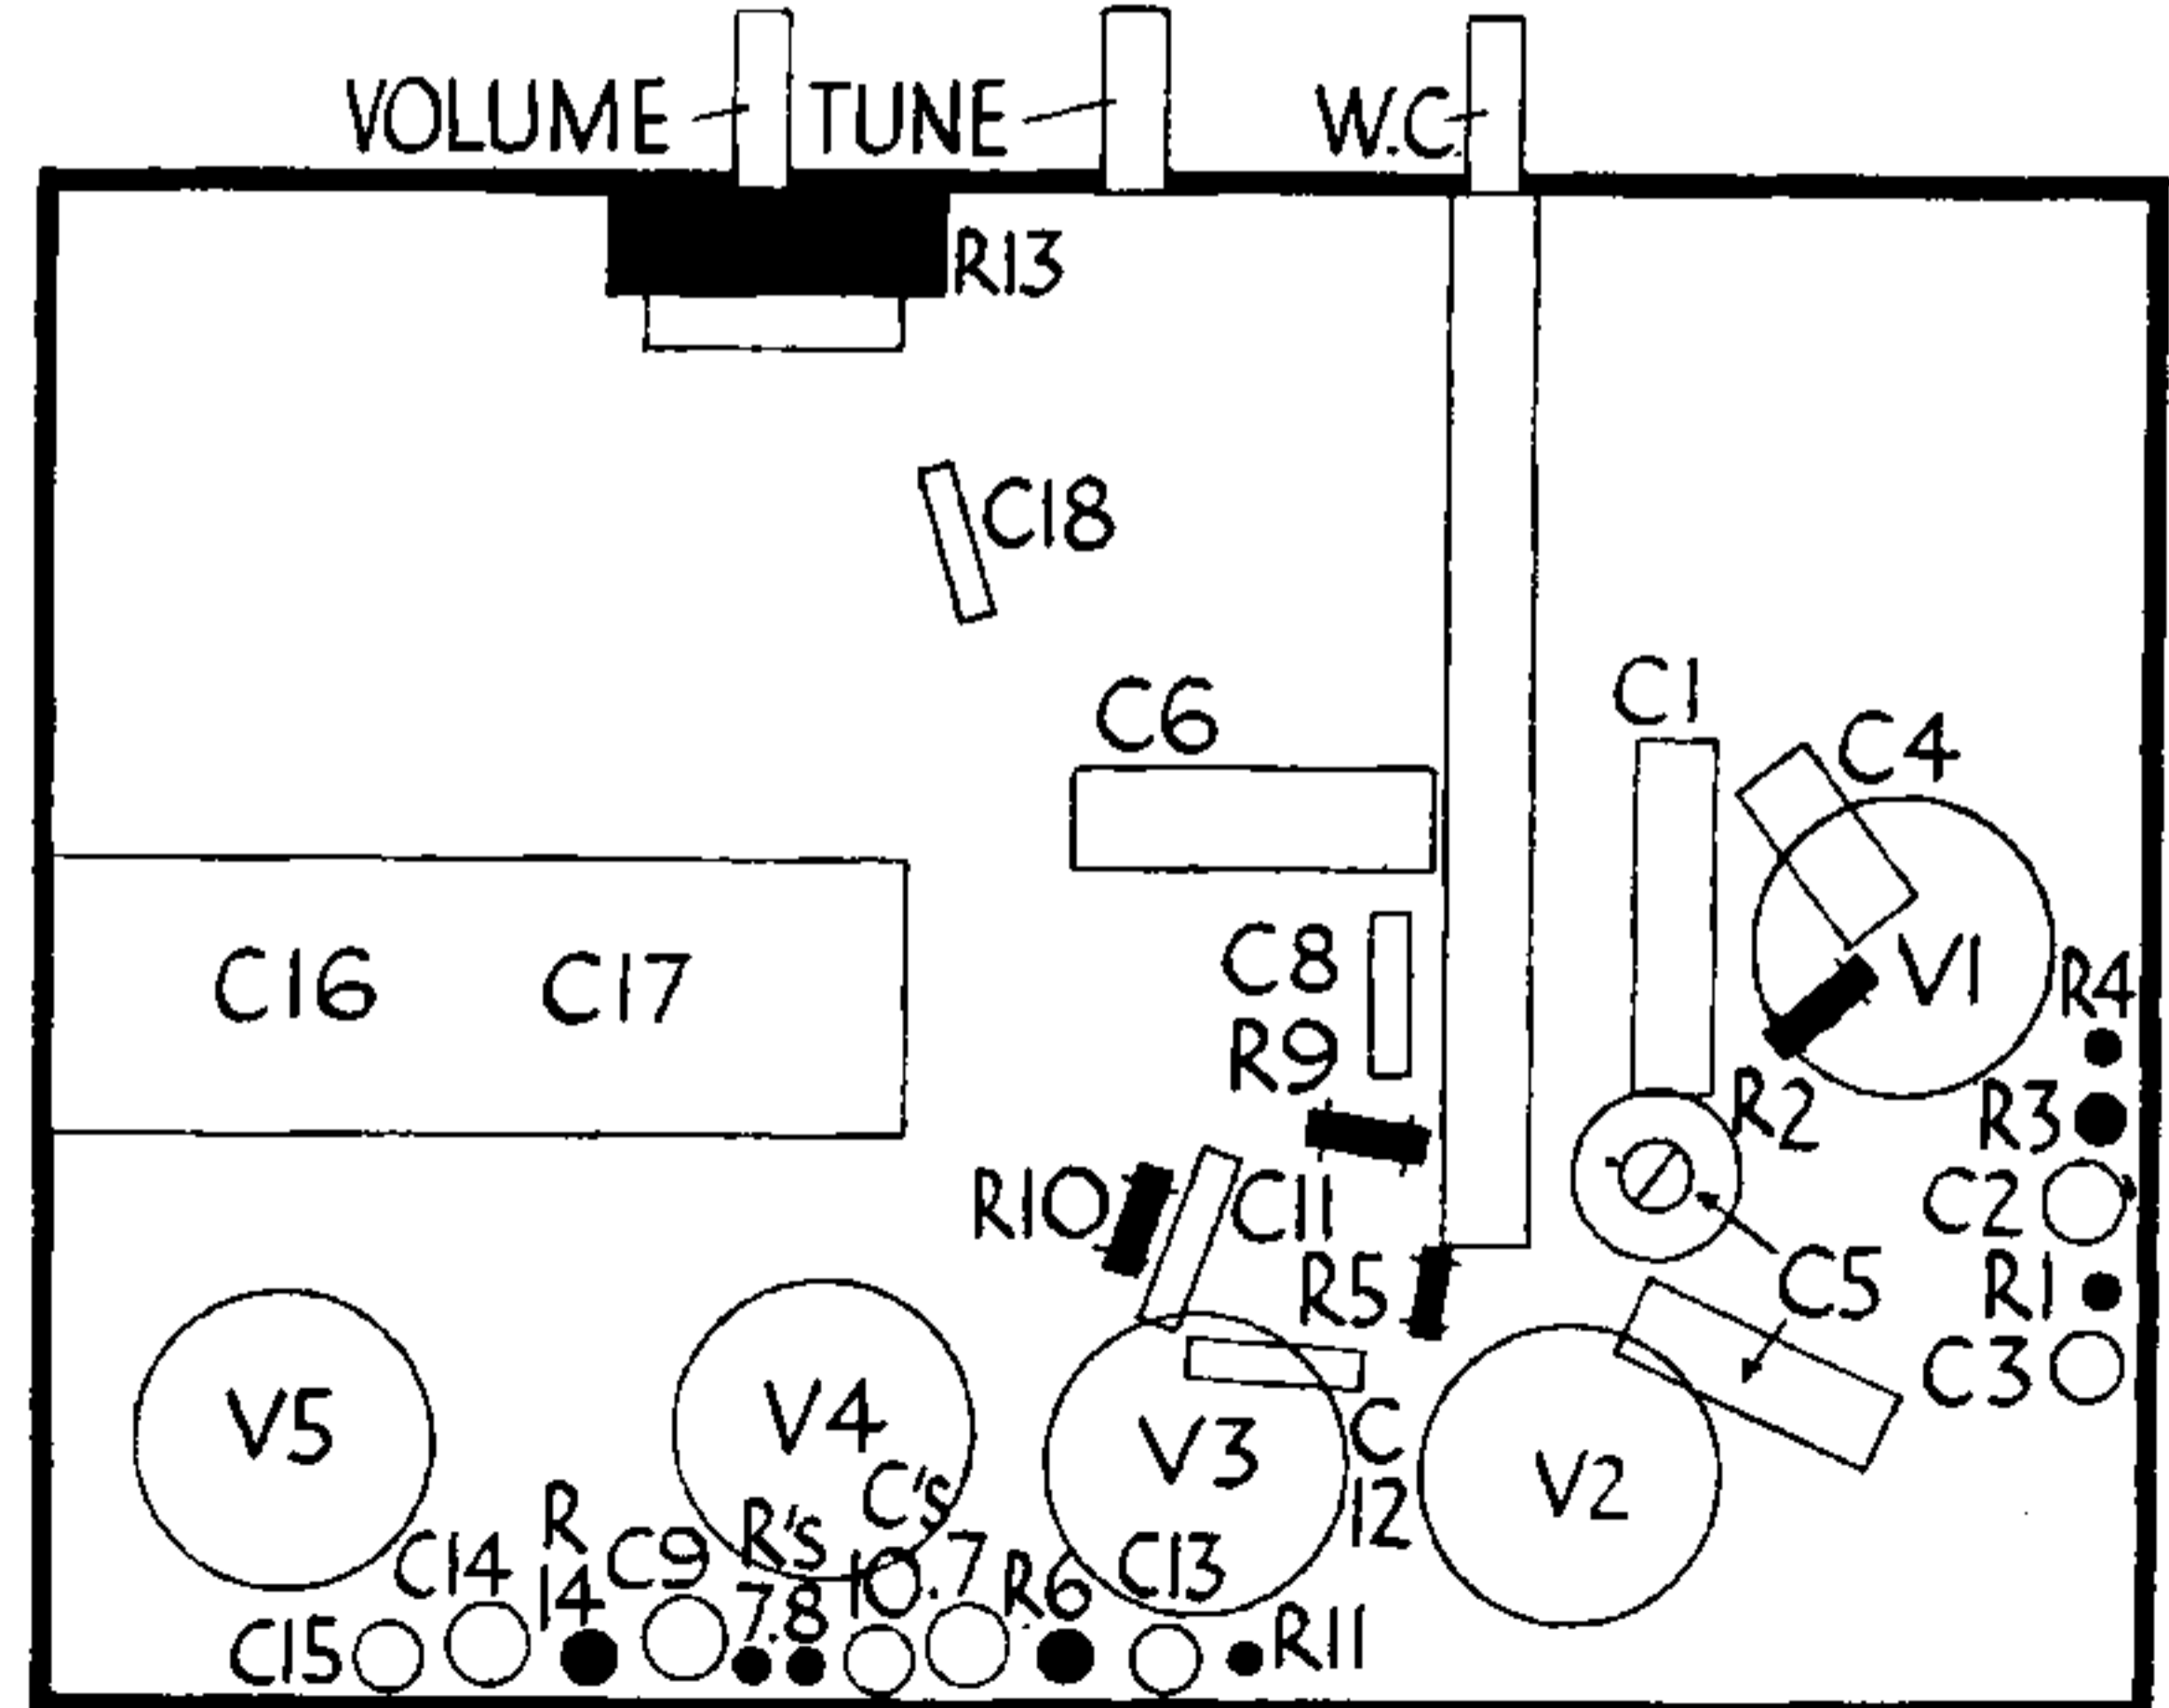 VOLUME TUNE W.C.
R13
C18
C6
C1
C4
C16 C17
C8
V1
R4
R9
R2
R3
R10
C11
C2
R5
C5
R1
C3
V5
V4
V3
C
12
V2
C14
R
14
C9
R's
7.8
C's
10.7
R6
C13
C15
R11